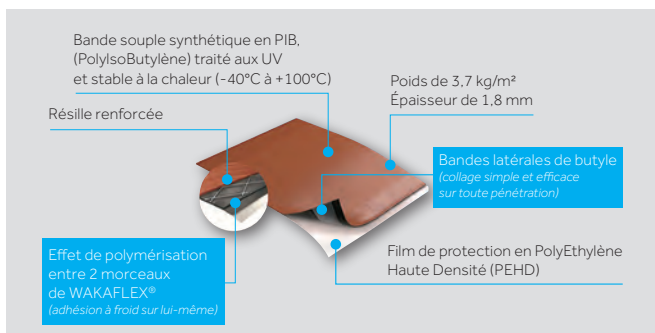 Bande souple synthétique en PIB,
(PolyIsoButylène) traité aux UV
et stable à la chaleur (-40°C à +100°C)
Poids de 3,7 kg/m²
Épaisseur de 1,8 mm
Résille renforcée
Bandes latérales de butyle
(collage simple et efficace
sur toute pénétration)
Effet de polymérisation
entre 2 morceaux
de WAKAFLEX®
(adhésion à froid sur lui-même)
Film de protection en PolyEthylène
Haute Densité (PEHD)